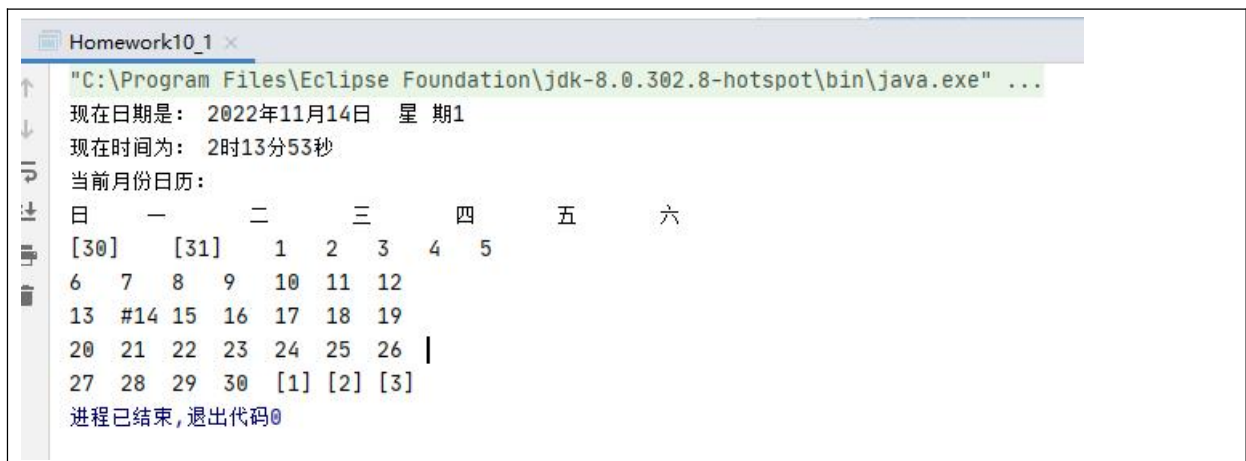 Homework10_1 ×
"C:\Program Files\Eclipse Foundation\jdk-8.0.302.8-hotspot\bin\java.exe" ...
现在日期是： 2022年11月14日  星 期1
现在时间为： 2时13分53秒
当前月份日历：
日 一 二 三 四 五 六
[30] [31] 1 2 3 4 5
6 7 8 9 10 11 12
13 #14 15 16 17 18 19
20 21 22 23 24 25 26
27 28 29 30 [1] [2] [3]
进程已结束,退出代码0